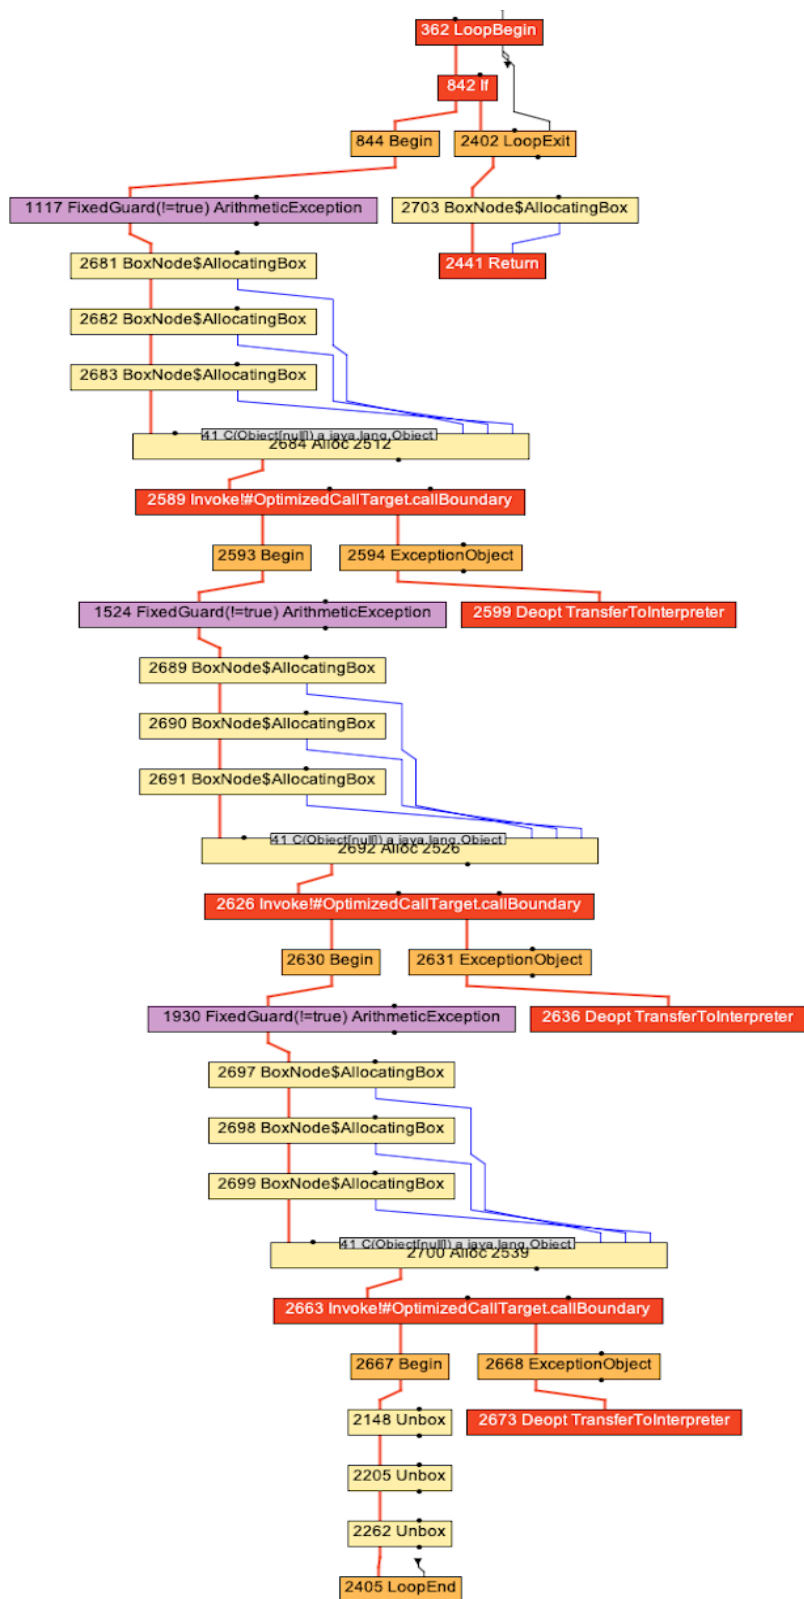 362 LoopBegin
842 If
844 Begin
2402 LoopExit
1117 FixedGuard(!=true) ArithmeticException
2703 BoxNode$AllocatingBox
2681 BoxNode$AllocatingBox
2441 Return
2682 BoxNode$AllocatingBox
2683 BoxNode$AllocatingBox
41 C(Object[null]) a java.lang.Object
2684 Alloc 2512
2589 Invoke!#OptimizedCallTarget.callBoundary
2593 Begin
2594 ExceptionObject
1524 FixedGuard(!=true) ArithmeticException
2599 Deopt TransferToInterpreter
2689 BoxNode$AllocatingBox
2690 BoxNode$AllocatingBox
2691 BoxNode$AllocatingBox
41 C(Object[null]) a java.lang.Object
2692 Alloc 2526
2626 Invoke!#OptimizedCallTarget.callBoundary
2630 Begin
2631 ExceptionObject
1930 FixedGuard(!=true) ArithmeticException
2636 Deopt TransferToInterpreter
2697 BoxNode$AllocatingBox
2698 BoxNode$AllocatingBox
2699 BoxNode$AllocatingBox
41 C(Object[null]) a java.lang.Object
2700 Alloc 2539
2663 Invoke!#OptimizedCallTarget.callBoundary
2667 Begin
2668 ExceptionObject
2148 Unbox
2673 Deopt TransferToInterpreter
2205 Unbox
2262 Unbox
2405 LoopEnd